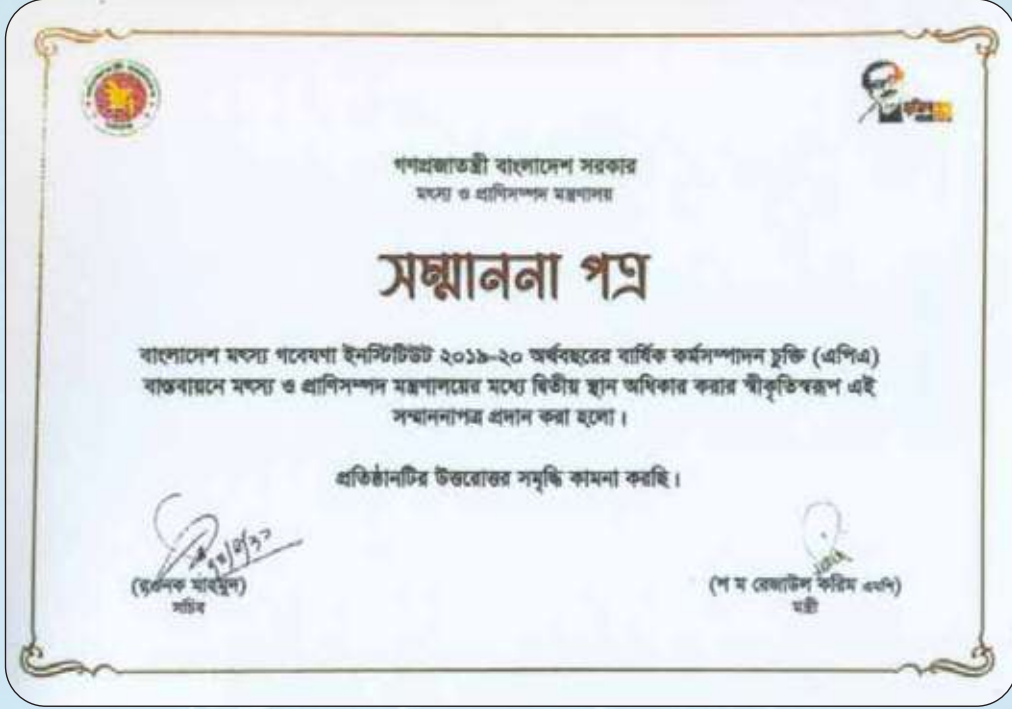 গণপ্রজাতন্ত্রী বাংলাদেশ সরকার
মৎস্য ও প্রাণিসম্পদ মন্ত্রণালয়
সম্মাননা পত্র
বাংলাদেশ মৎস্য গবেষণা ইনস্টিটিউট ২০১৯-২০ অর্থবছরের বার্ষিক কর্মসম্পাদন চুক্তি (এপিএ)
বাস্তবায়নে মৎস্য ও প্রাণিসম্পদ মন্ত্রণালয়ের মধ্যে দ্বিতীয় স্থান অধিকার করার স্বীকৃতিস্বরূপ এই
সম্মাননাপত্র প্রদান করা হলো।
প্রতিষ্ঠানটির উত্তরোত্তর সমৃদ্ধি কামনা করছি।
(রওনক মাহমুদ)
সচিব
(শ ম রেজাউল করিম এমপি)
মন্ত্রী